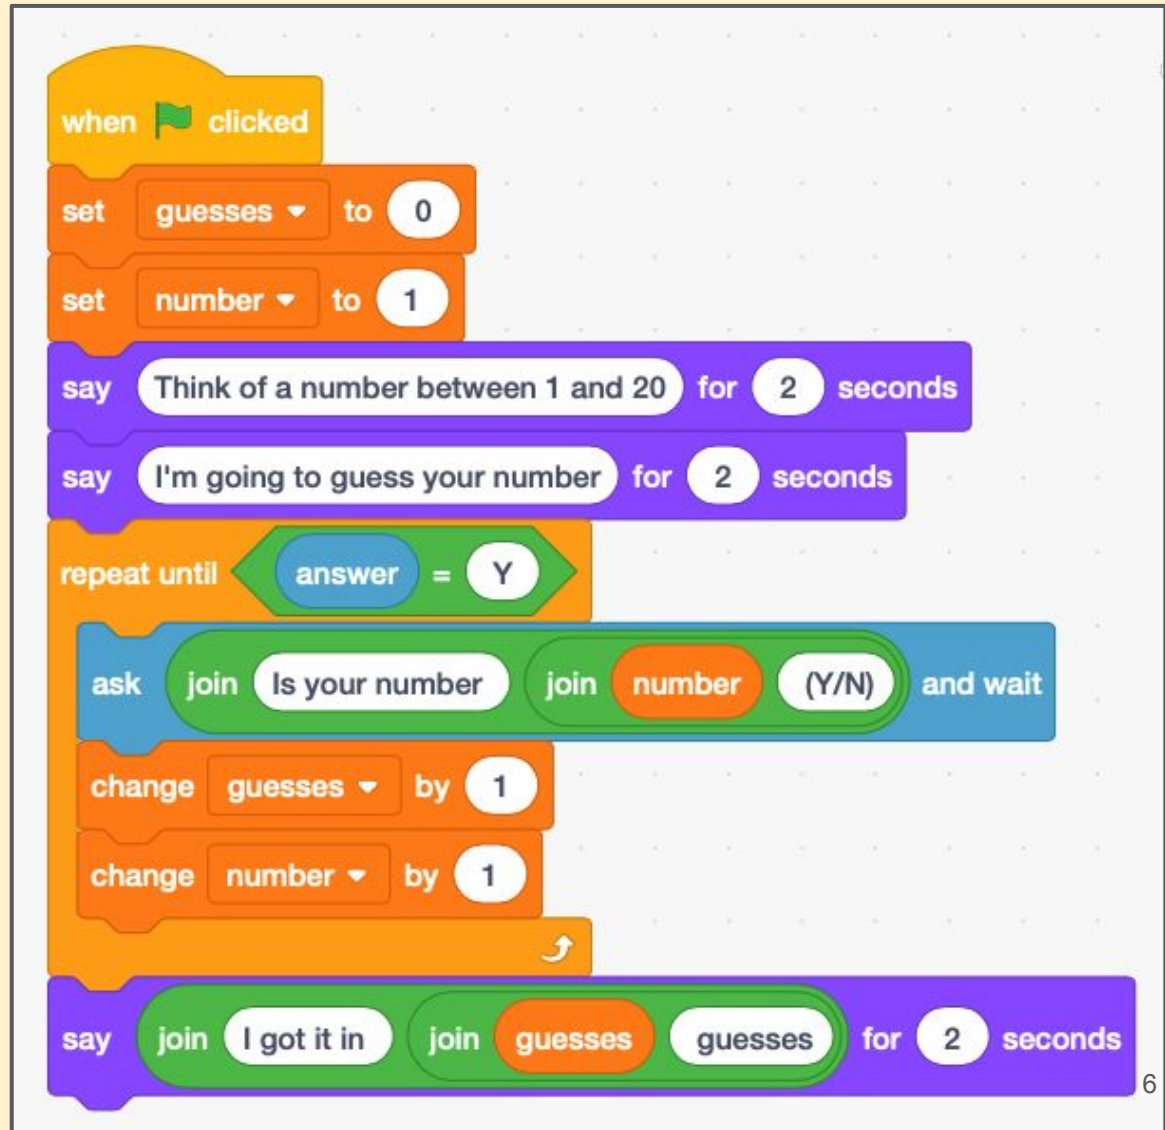 when clicked
set guesses to 0
set number to 1
say Think of a number between 1 and 20 for 2 seconds
say I'm going to guess your number for 2 seconds
repeat until answer = Y
ask join Is your number join number (Y/N) and wait
change guesses by 1
change number by 1
say join I got it in join guesses guesses for 2 seconds
6